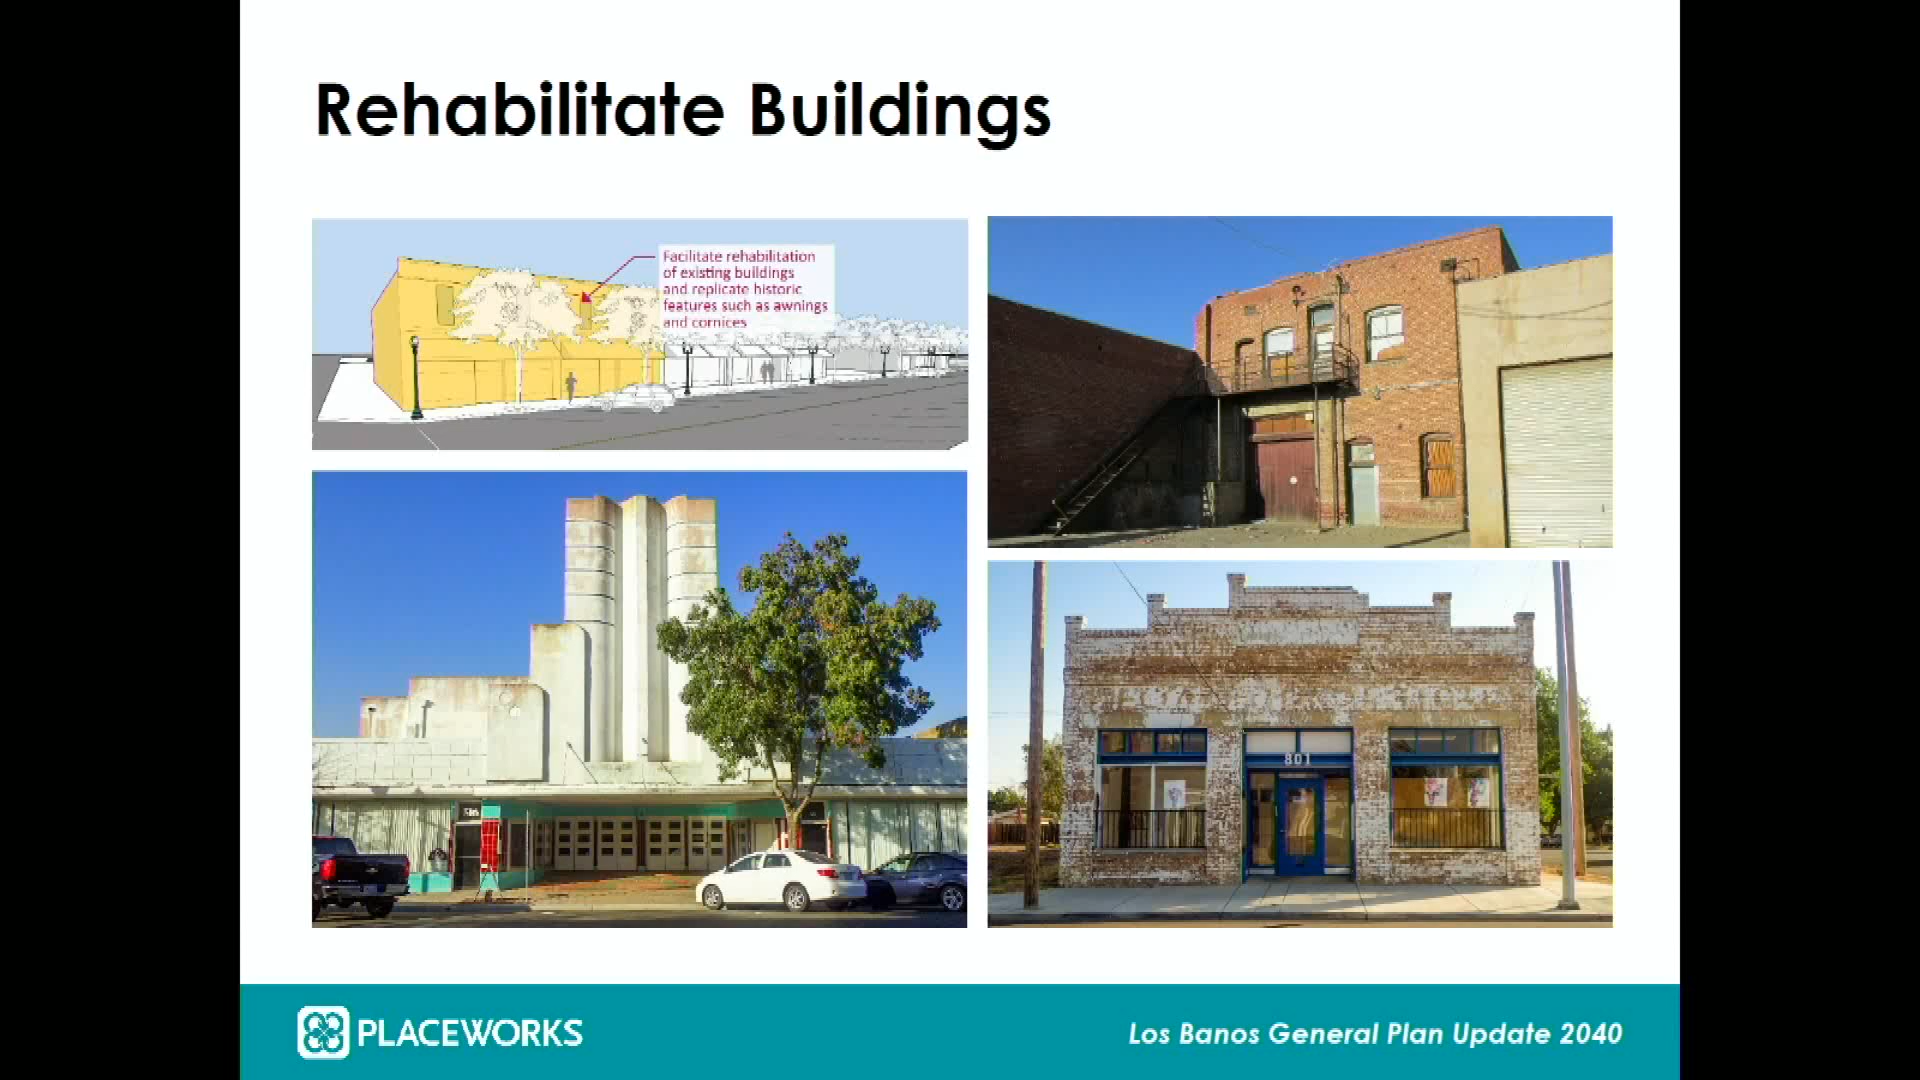 Rehabilitate Buildings
Facilitate rehabilitation
of existing buildings
and replicate historic
features such as awnings
and cornices
801
PLACEWORKS
Los Banos General Plan Update 2040